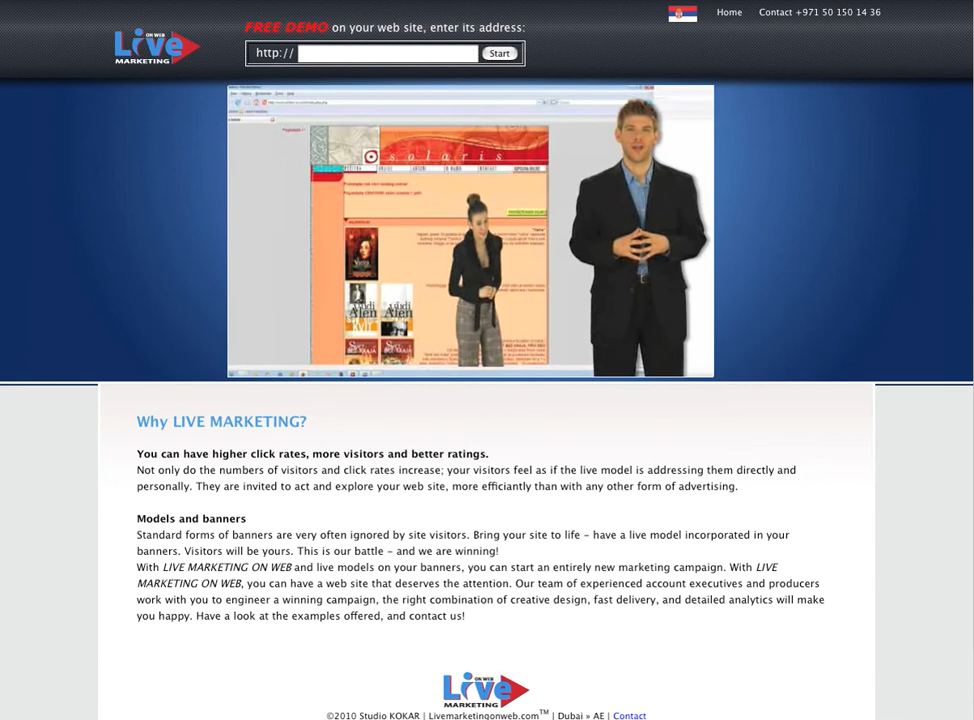 Home Contact +971 50 150 14 36
FREE DEMO on your web site, enter its address:
Live ON WEB
MARKETING
http:// Start
solaris
Why LIVE MARKETING?
You can have higher click rates, more visitors and better ratings.
Not only do the numbers of visitors and click rates increase; your visitors feel as if the live model is addressing them directly and
personally. They are invited to act and explore your web site, more efficiantly than with any other form of advertising.
Models and banners
Standard forms of banners are very often ignored by site visitors. Bring your site to life – have a live model incorporated in your
banners. Visitors will be yours. This is our battle – and we are winning!
With LIVE MARKETING ON WEB and live models on your banners, you can start an entirely new marketing campaign. With LIVE
MARKETING ON WEB, you can have a web site that deserves the attention. Our team of experienced account executives and producers
work with you to engineer a winning campaign, the right combination of creative design, fast delivery, and detailed analytics will make
you happy. Have a look at the examples offered, and contact us!
Live ON WEB
MARKETING
©2010 Studio KOKAR | Livemarketingonweb.com™ | Dubai » AE | Contact